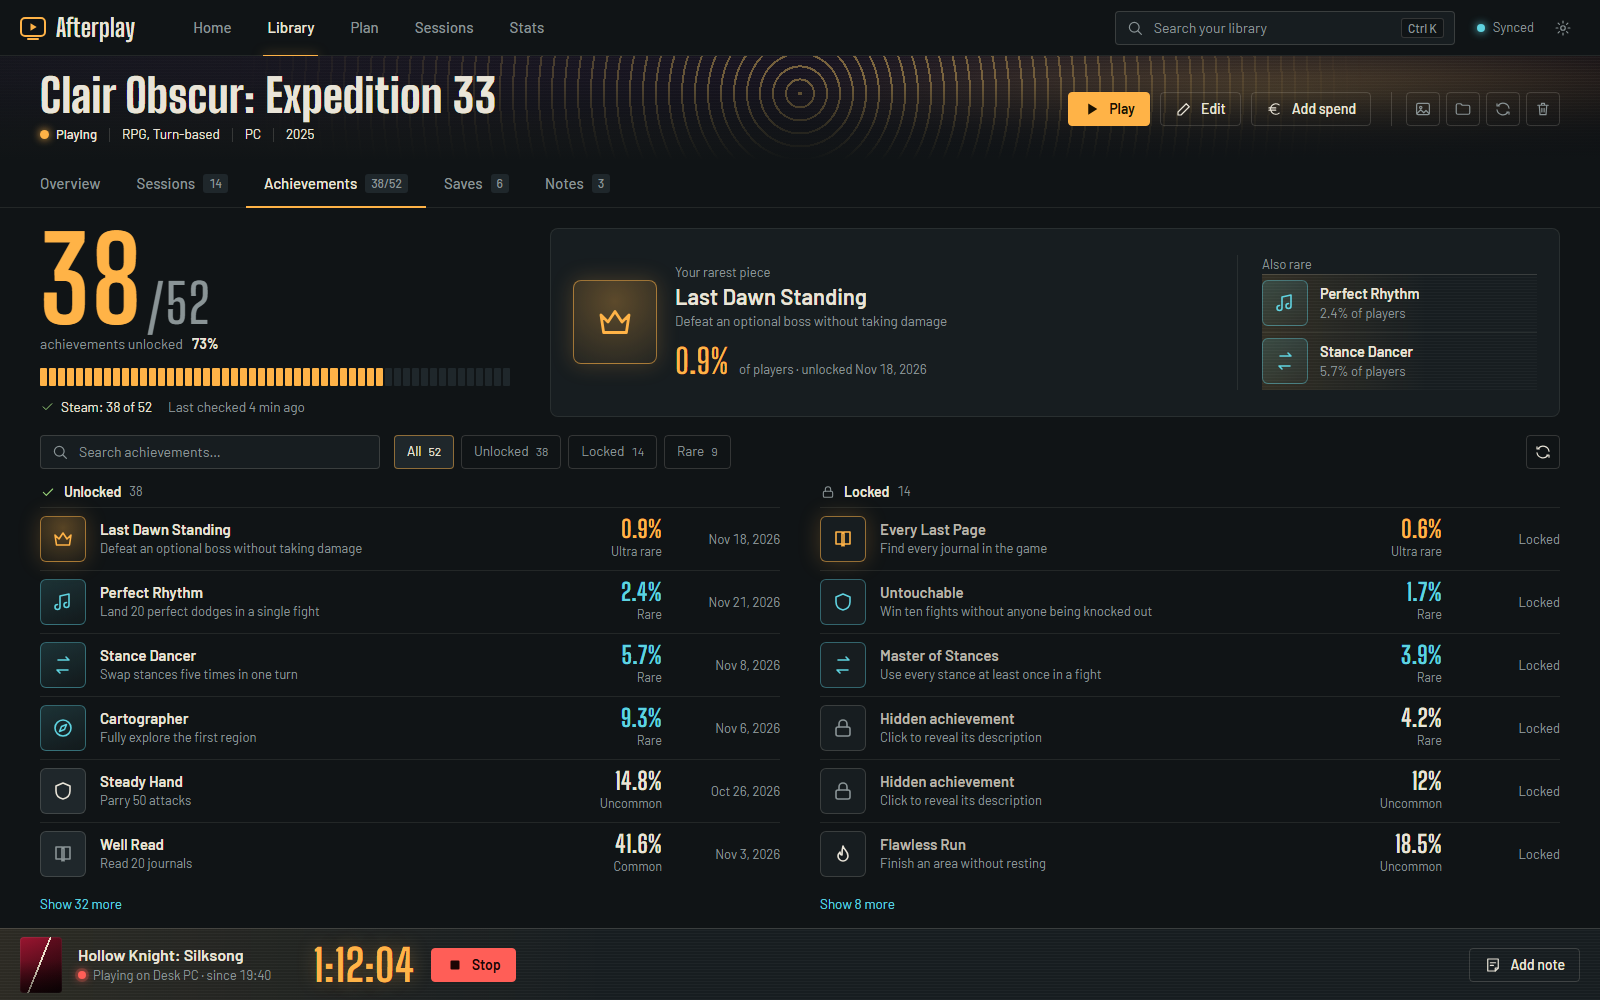 Afterplay
Home
Library
Plan
Sessions
Stats
Search your library
Ctrl K
Synced
Clair Obscur: Expedition 33
Playing
RPG, Turn-based
PC
2025
Play
Edit
Add spend
Overview
Sessions 14
Achievements 38/52
Saves 6
Notes 3
38/52
achievements unlocked 73%
Steam: 38 of 52 Last checked 4 min ago
Your rarest piece
Last Dawn Standing
Defeat an optional boss without taking damage
0.9% of players · unlocked Nov 18, 2026
Also rare
Perfect Rhythm
2.4% of players
Stance Dancer
5.7% of players
Search achievements...
All 52
Unlocked 38
Locked 14
Rare 9
Unlocked 38
Last Dawn Standing
Defeat an optional boss without taking damage
0.9%
Ultra rare
Nov 18, 2026
Perfect Rhythm
Land 20 perfect dodges in a single fight
2.4%
Rare
Nov 21, 2026
Stance Dancer
Swap stances five times in one turn
5.7%
Rare
Nov 8, 2026
Cartographer
Fully explore the first region
9.3%
Rare
Nov 6, 2026
Steady Hand
Parry 50 attacks
14.8%
Uncommon
Oct 26, 2026
Well Read
Read 20 journals
41.6%
Common
Nov 3, 2026
Show 32 more
Locked 14
Every Last Page
Find every journal in the game
0.6%
Ultra rare
Locked
Untouchable
Win ten fights without anyone being knocked out
1.7%
Rare
Locked
Master of Stances
Use every stance at least once in a fight
3.9%
Rare
Locked
Hidden achievement
Click to reveal its description
4.2%
Rare
Locked
Hidden achievement
Click to reveal its description
12%
Uncommon
Locked
Flawless Run
Finish an area without resting
18.5%
Uncommon
Locked
Show 8 more
Hollow Knight: Silksong
Playing on Desk PC · since 19:40
1:12:04
Stop
Add note